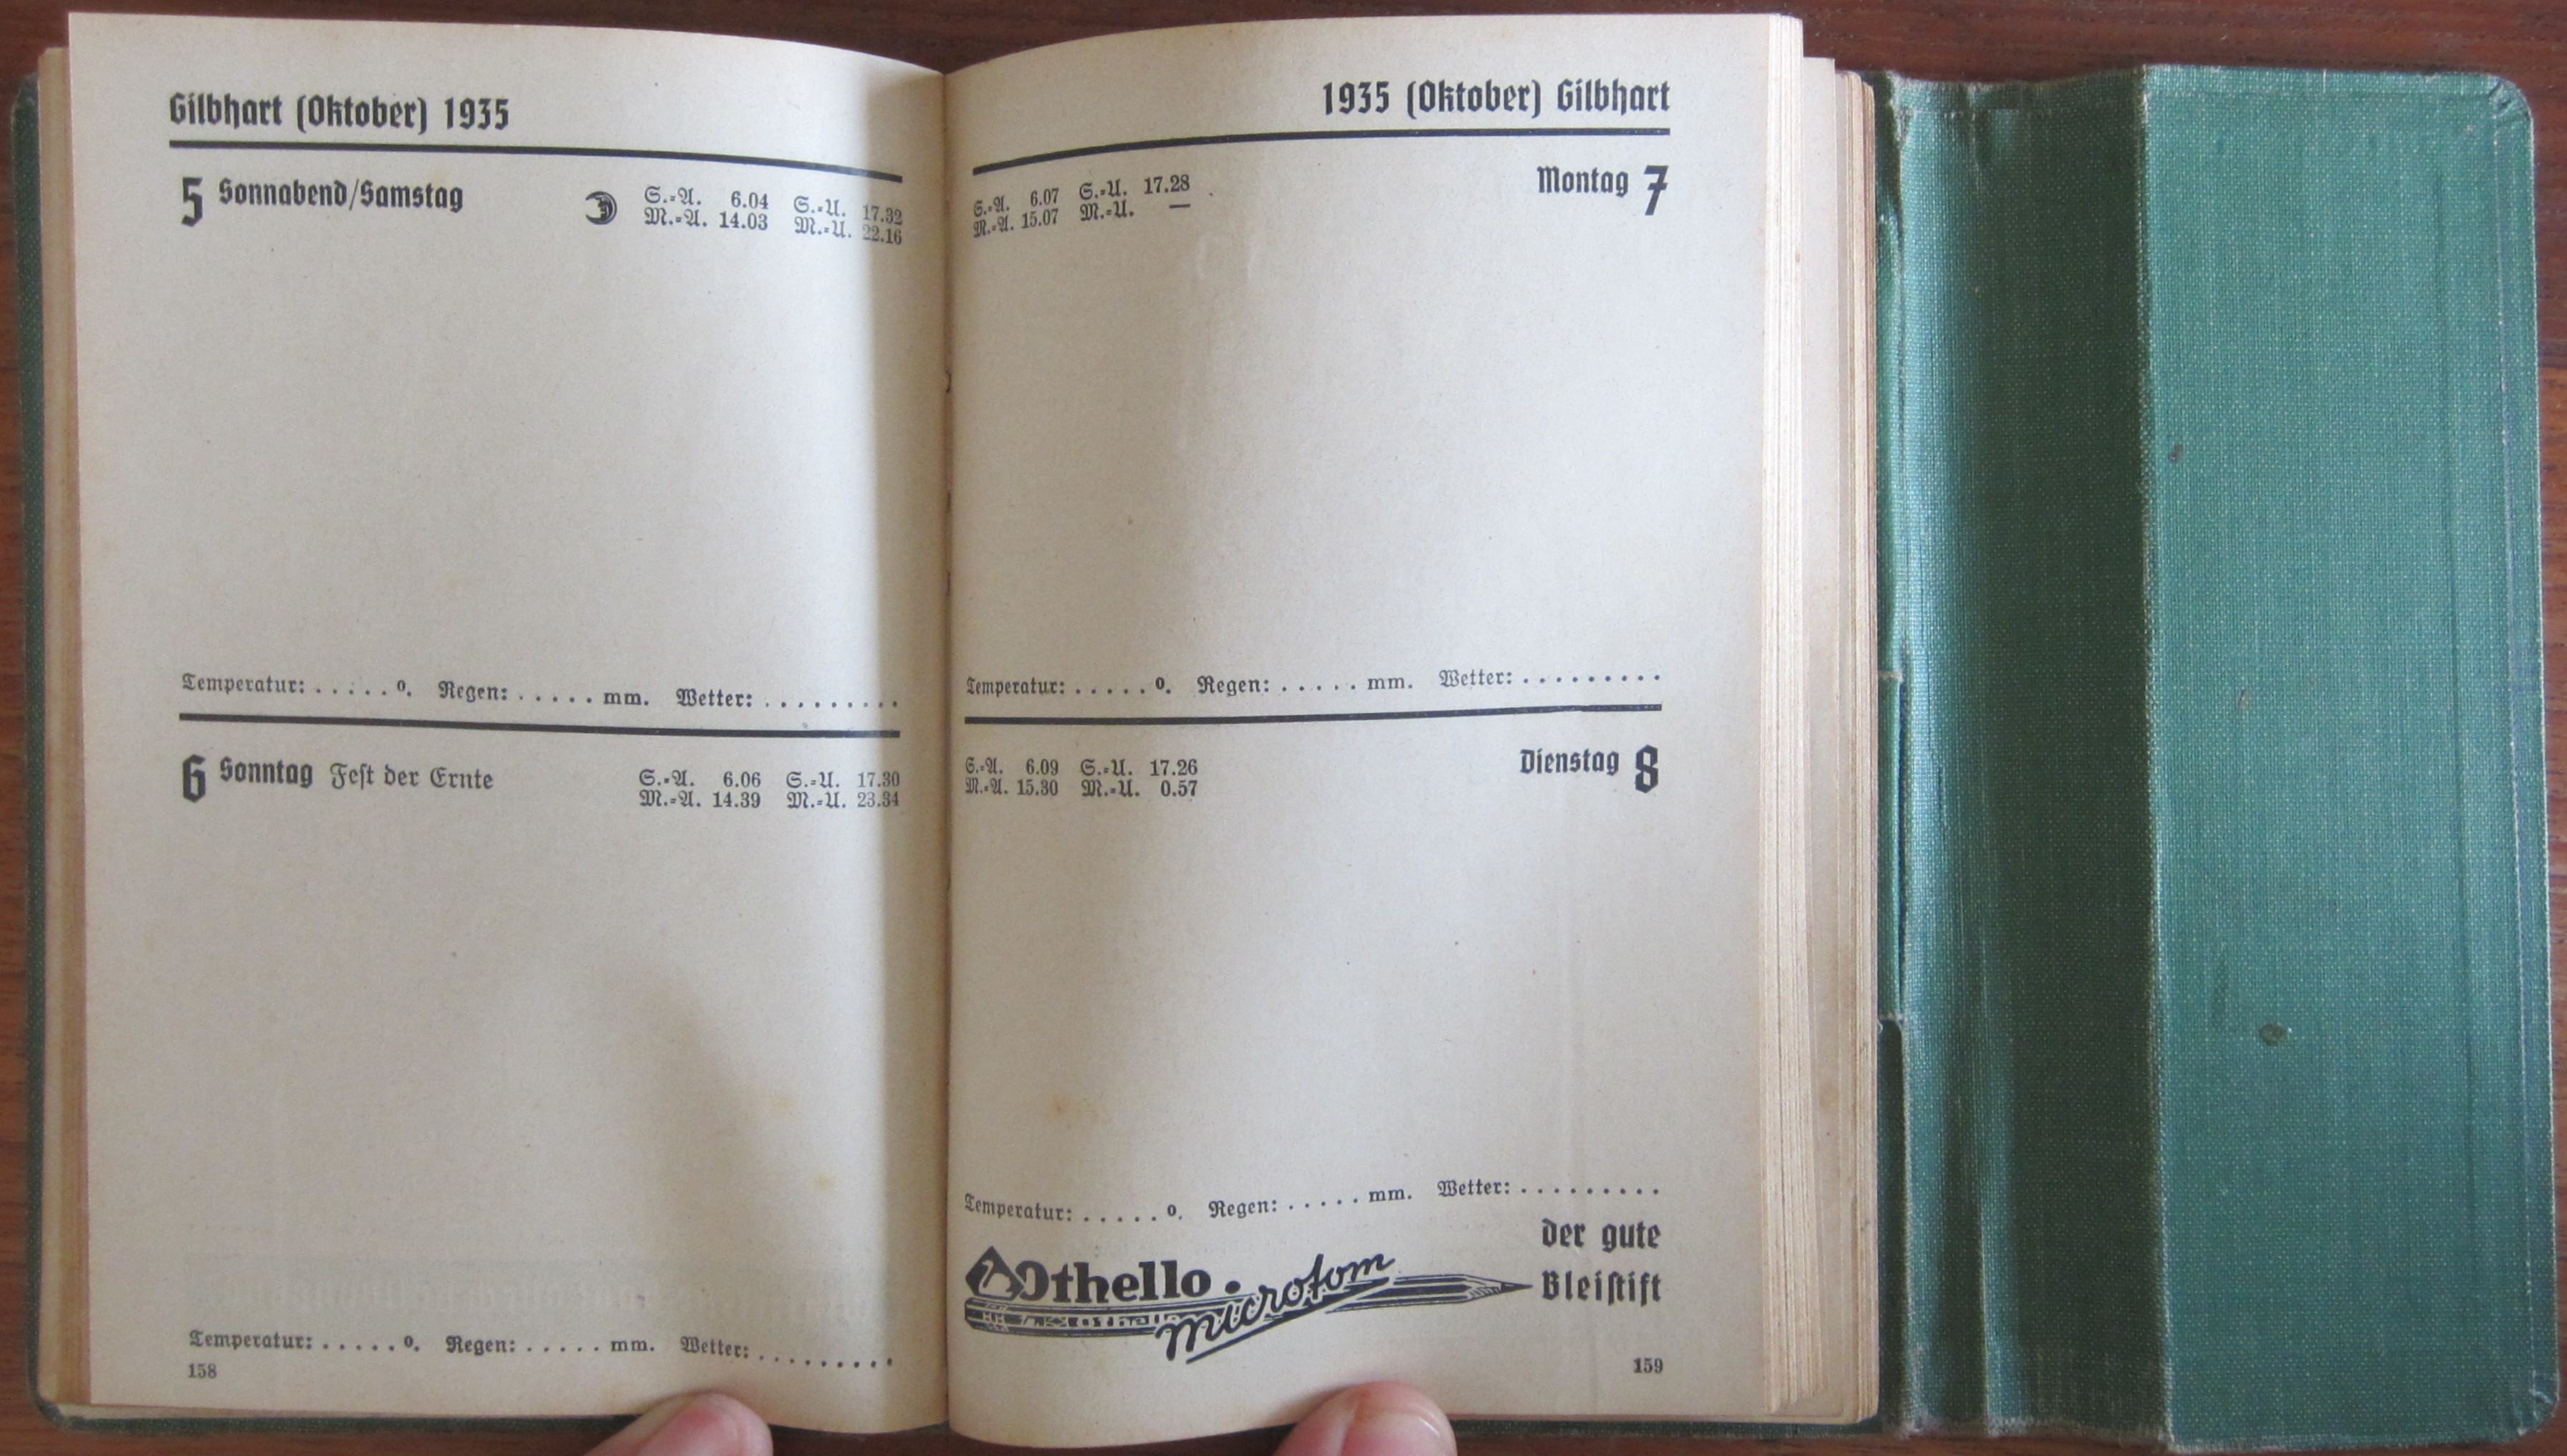 Gilbhart (Oktober) 1935
5 Sonnabend/Samstag S.-A. 6.04 S.-U. 17.32
M.-A. 14.03 M.-U. 22.16
Temperatur: . . . . . º. Regen: . . . . . mm. Wetter: . . . . . . . . .
6 Sonntag Fest der Ernte S.-A. 6.06 S.-U. 17.30
M.-A. 14.39 M.-U. 23.34
Temperatur: . . . . . º. Regen: . . . . . mm. Wetter: . . . . . . . . .
158
1935 (Oktober) Gilbhart
S.-A. 6.07 S.-U. 17.28 Montag 7
M.-A. 15.07 M.-U. —
Temperatur: . . . . . º. Regen: . . . . . mm. Wetter: . . . . . . . . .
S.-A. 6.09 S.-U. 17.26 Dienstag 8
M.-A. 15.30 M.-U. 0.57
Temperatur: . . . . . º. Regen: . . . . . mm. Wetter: . . . . . . . . .
der gute
Othello · microtom Bleistift
Othello
159